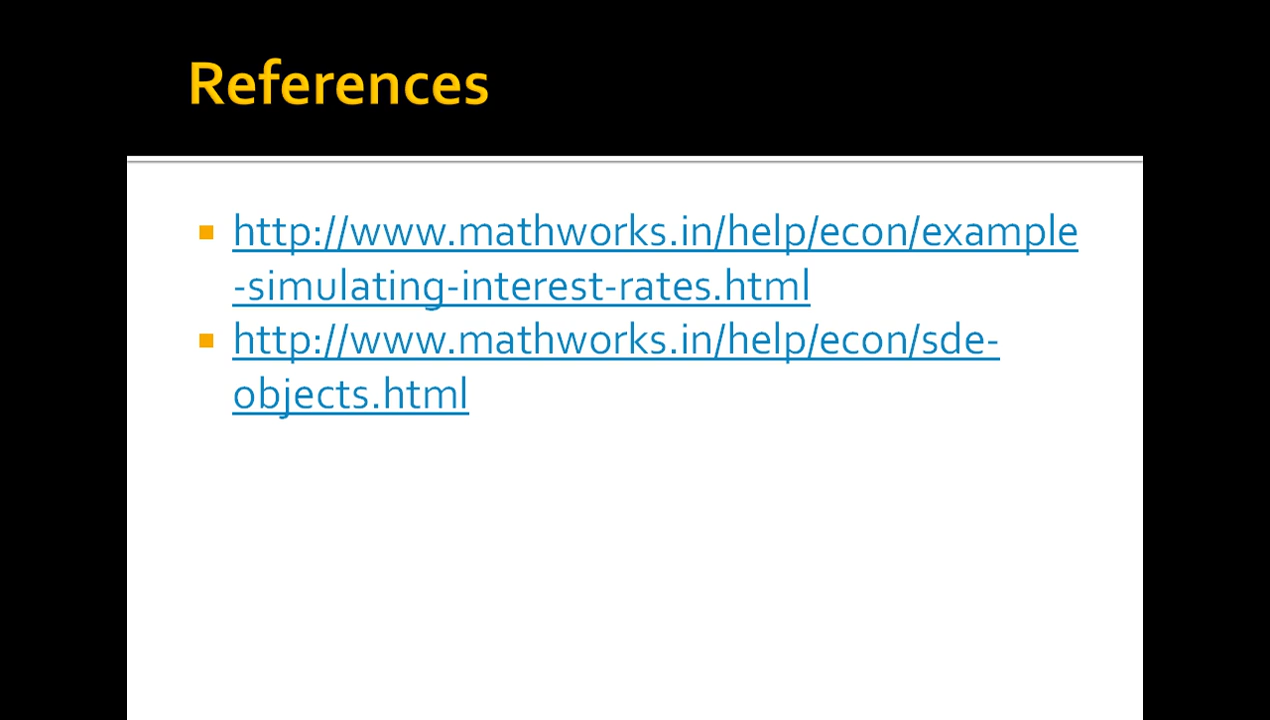 References
http://www.mathworks.in/help/econ/example
-simulating-interest-rates.html
http://www.mathworks.in/help/econ/sde-
objects.html